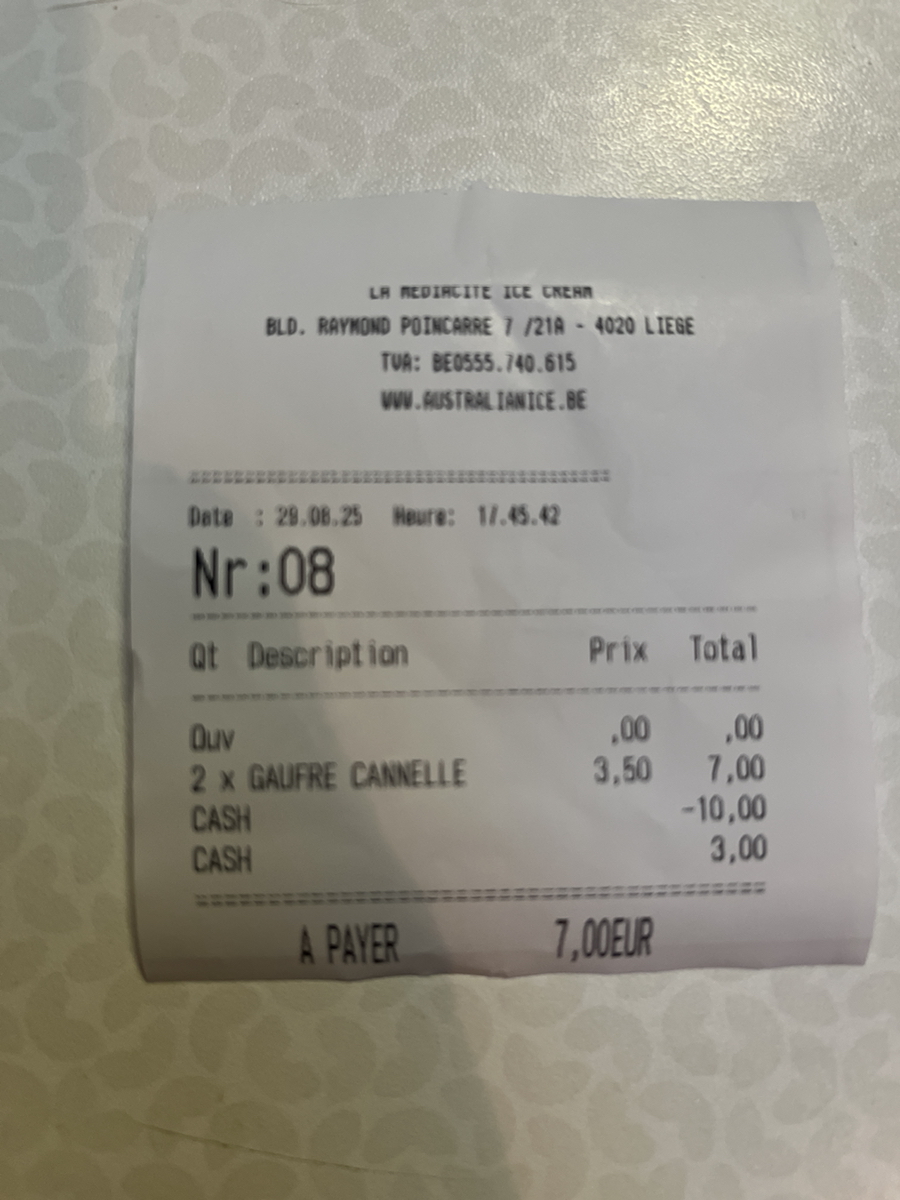 LA MEDIACITE ICE CREAM
BLD. RAYMOND POINCARRE 7 /21A - 4020 LIEGE
TVA: BE0555.740.615
WWW.AUSTRALIANICE.BE
Date : 29.08.25 Heure: 17.45.42
Nr:08
Qt Description Prix Total
Ouv ,00 ,00
2 x GAUFRE CANNELLE 3,50 7,00
CASH -10,00
CASH 3,00
A PAYER 7,00EUR